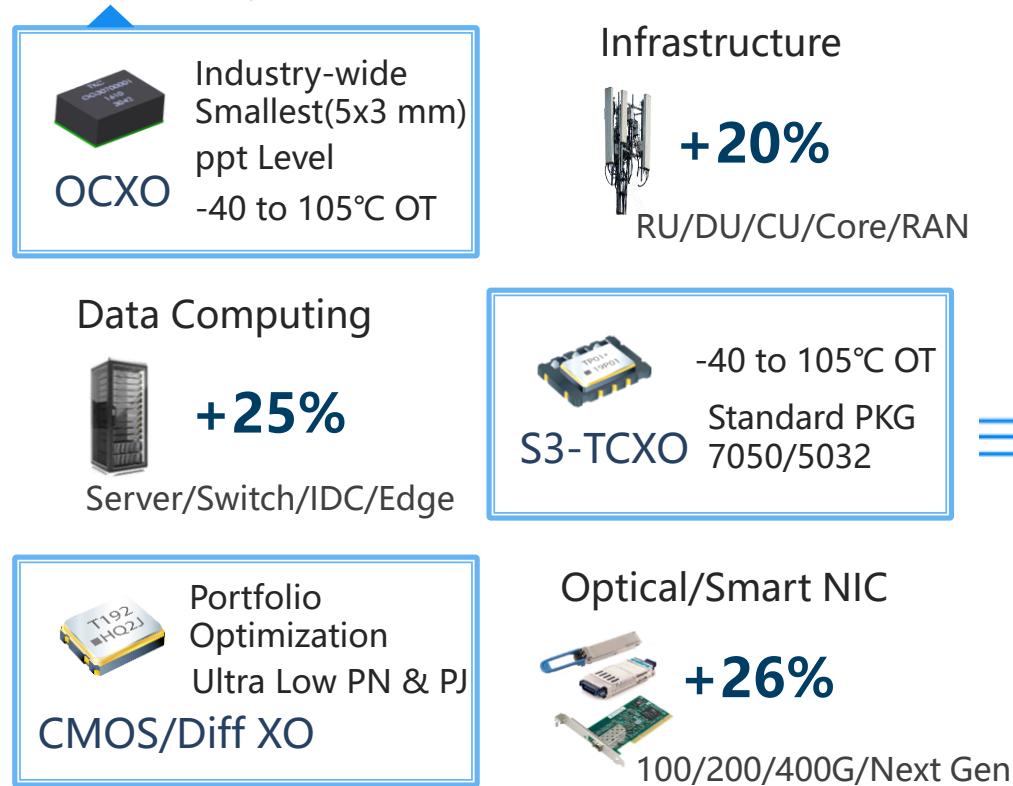 Industry-wide
Smallest(5x3 mm)
ppt Level
-40 to 105℃ OT
OCXO
Infrastructure
+20%
RU/DU/CU/Core/RAN
Data Computing
+25%
Server/Switch/IDC/Edge
TP01+
19P01
-40 to 105℃ OT
Standard PKG
7050/5032
S3-TCXO
T192
■HQ2J
Portfolio
Optimization
Ultra Low PN & PJ
CMOS/Diff XO
Optical/Smart NIC
+26%
100/200/400G/Next Gen